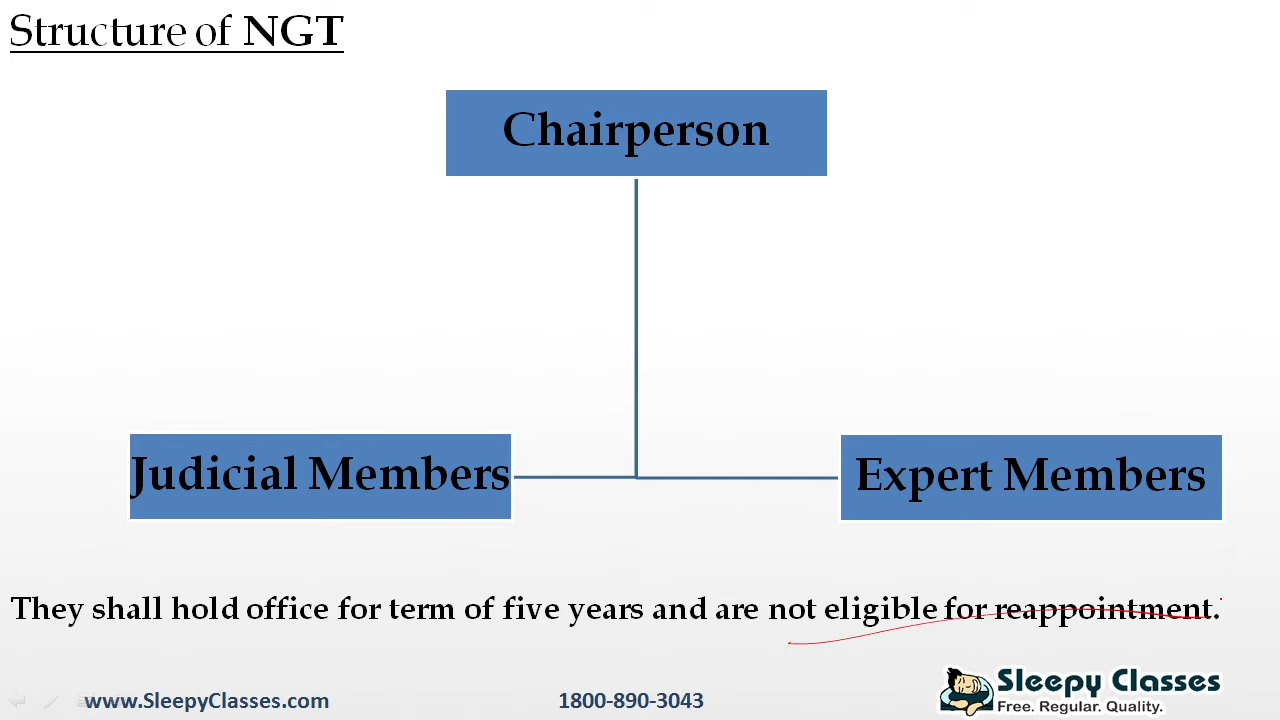 Structure of NGT
Chairperson
Judicial Members
Expert Members
They shall hold office for term of five years and are not eligible for reappointment.
www.SleepyClasses.com
1800-890-3043
Sleepy Classes
Free. Regular. Quality.